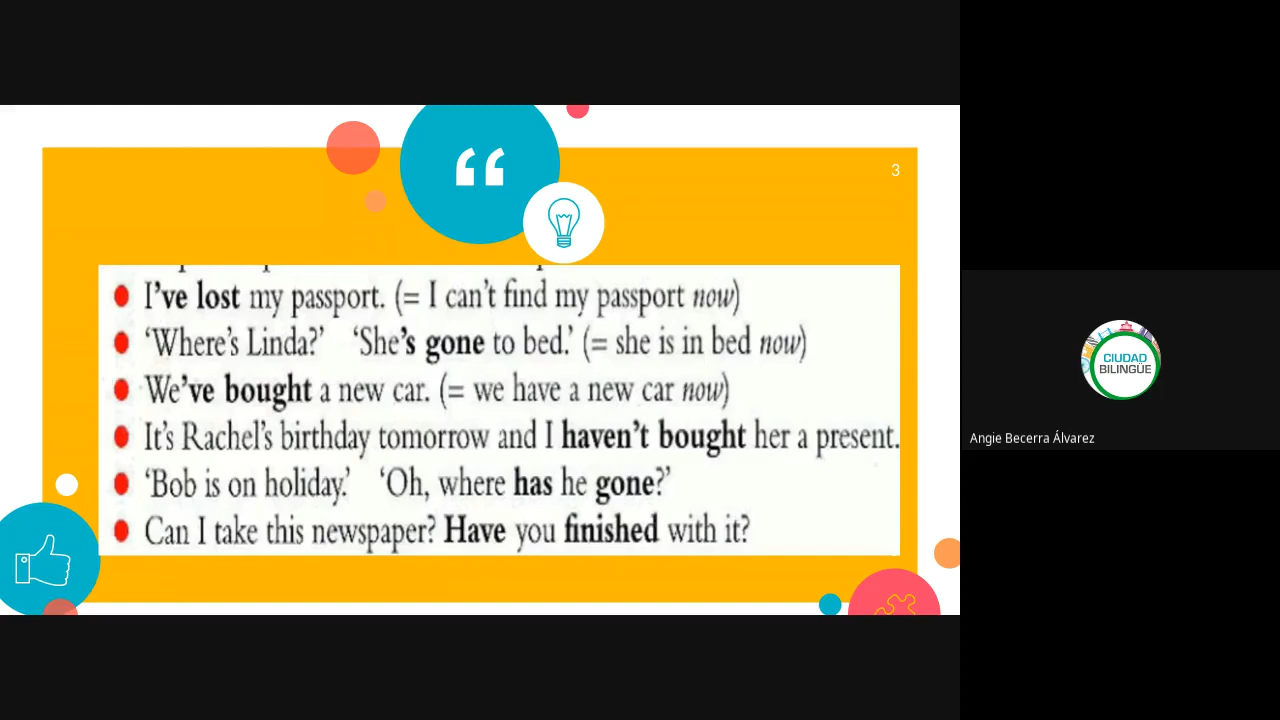 3
I've lost my passport. (= I can't find my passport now)
'Where's Linda?' 'She's gone to bed.' (= she is in bed now)
We've bought a new car. (= we have a new car now)
It's Rachel's birthday tomorrow and I haven't bought her a present.
'Bob is on holiday.' 'Oh, where has he gone?'
Can I take this newspaper? Have you finished with it?
CIUDAD
BILINGÜE
Angie Becerra Álvarez